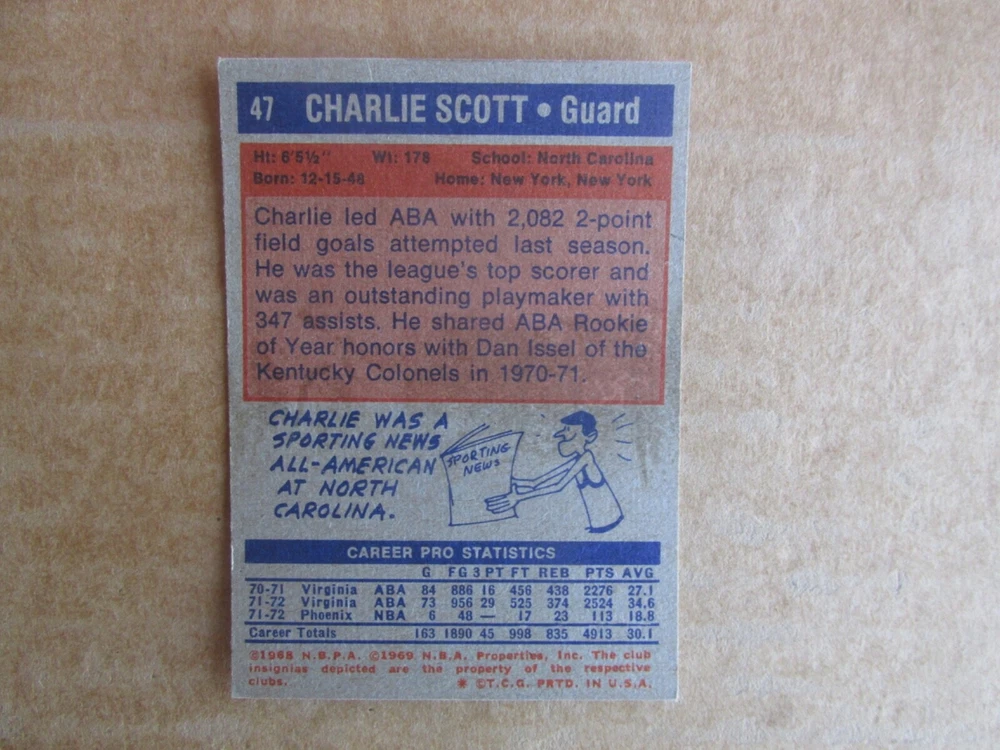 47 CHARLIE SCOTT • Guard
Ht: 6'5½" Wt: 178 School: North Carolina
Born: 12-15-48 Home: New York, New York
Charlie led ABA with 2,082 2-point
field goals attempted last season.
He was the league's top scorer and
was an outstanding playmaker with
347 assists. He shared ABA Rookie
of Year honors with Dan Issel of the
Kentucky Colonels in 1970-71.
CHARLIE WAS A
SPORTING NEWS
ALL-AMERICAN
AT NORTH
CAROLINA.
SPORTING
NEWS
CAREER PRO STATISTICS
G FG 3PT FT REB PTS AVG
70-71 Virginia ABA 84 886 16 456 438 2276 27.1
71-72 Virginia ABA 73 956 29 525 374 2524 34.6
71-72 Phoenix NBA 6 48 — 17 23 113 18.8
Career Totals 163 1890 45 998 835 4913 30.1
©1968 N.B.P.A. ©1969 N.B.A. Properties, Inc. The club
insignias depicted are the property of the respective
clubs. * ©T.C.G. PRTD. IN U.S.A.